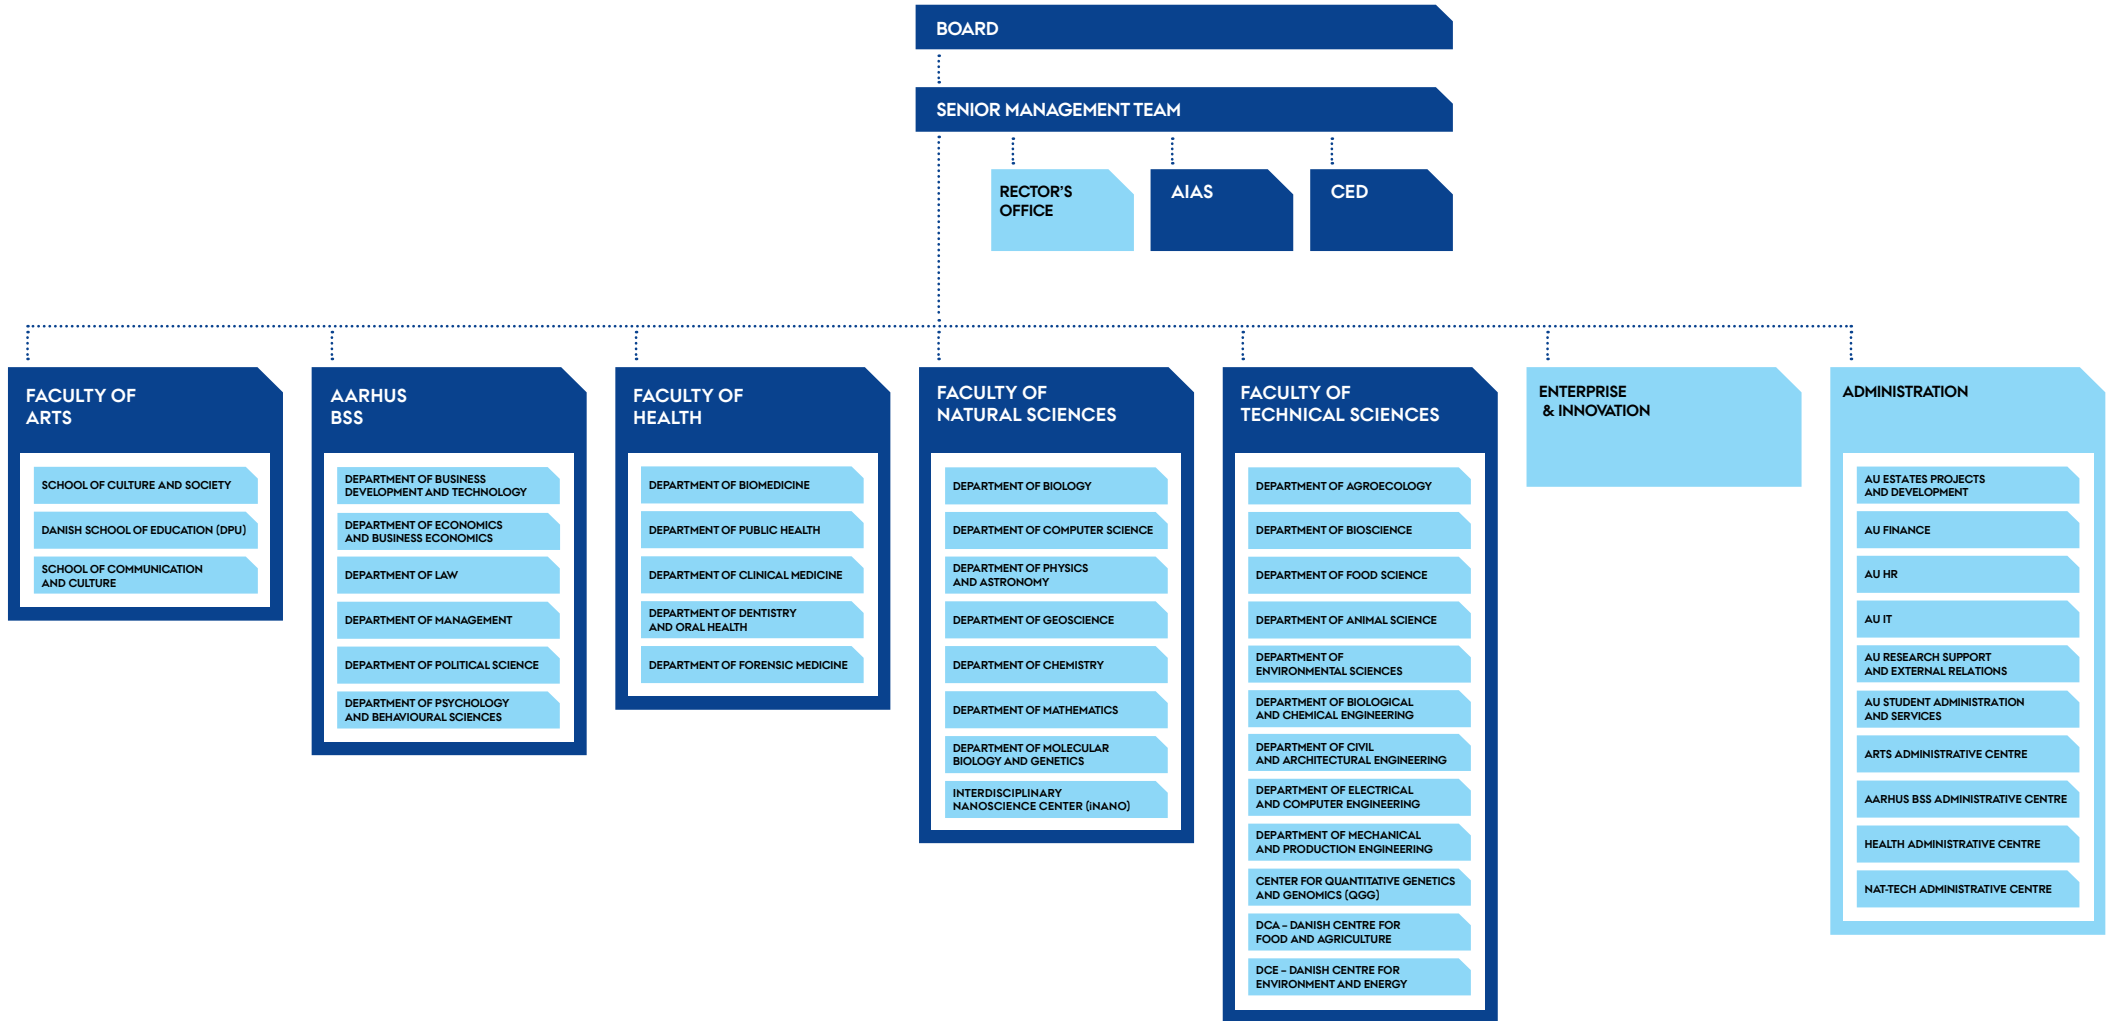 BOARD
SENIOR MANAGEMENT TEAM
RECTOR'S
OFFICE
AIAS
CED
FACULTY OF
ARTS
SCHOOL OF CULTURE AND SOCIETY
DANISH SCHOOL OF EDUCATION (DPU)
SCHOOL OF COMMUNICATION
AND CULTURE
AARHUS
BSS
DEPARTMENT OF BUSINESS
DEVELOPMENT AND TECHNOLOGY
DEPARTMENT OF ECONOMICS
AND BUSINESS ECONOMICS
DEPARTMENT OF LAW
DEPARTMENT OF MANAGEMENT
DEPARTMENT OF POLITICAL SCIENCE
DEPARTMENT OF PSYCHOLOGY
AND BEHAVIOURAL SCIENCES
FACULTY OF
HEALTH
DEPARTMENT OF BIOMEDICINE
DEPARTMENT OF PUBLIC HEALTH
DEPARTMENT OF CLINICAL MEDICINE
DEPARTMENT OF DENTISTRY
AND ORAL HEALTH
DEPARTMENT OF FORENSIC MEDICINE
FACULTY OF
NATURAL SCIENCES
DEPARTMENT OF BIOLOGY
DEPARTMENT OF COMPUTER SCIENCE
DEPARTMENT OF PHYSICS
AND ASTRONOMY
DEPARTMENT OF GEOSCIENCE
DEPARTMENT OF CHEMISTRY
DEPARTMENT OF MATHEMATICS
DEPARTMENT OF MOLECULAR
BIOLOGY AND GENETICS
INTERDISCIPLINARY
NANOSCIENCE CENTER (iNANO)
FACULTY OF
TECHNICAL SCIENCES
DEPARTMENT OF AGROECOLOGY
DEPARTMENT OF BIOSCIENCE
DEPARTMENT OF FOOD SCIENCE
DEPARTMENT OF ANIMAL SCIENCE
DEPARTMENT OF
ENVIRONMENTAL SCIENCES
DEPARTMENT OF BIOLOGICAL
AND CHEMICAL ENGINEERING
DEPARTMENT OF CIVIL
AND ARCHITECTURAL ENGINEERING
DEPARTMENT OF ELECTRICAL
AND COMPUTER ENGINEERING
DEPARTMENT OF MECHANICAL
AND PRODUCTION ENGINEERING
CENTER FOR QUANTITATIVE GENETICS
AND GENOMICS (QGG)
DCA – DANISH CENTRE FOR
FOOD AND AGRICULTURE
DCE – DANISH CENTRE FOR
ENVIRONMENT AND ENERGY
ENTERPRISE
& INNOVATION
ADMINISTRATION
AU ESTATES PROJECTS
AND DEVELOPMENT
AU FINANCE
AU HR
AU IT
AU RESEARCH SUPPORT
AND EXTERNAL RELATIONS
AU STUDENT ADMINISTRATION
AND SERVICES
ARTS ADMINISTRATIVE CENTRE
AARHUS BSS ADMINISTRATIVE CENTRE
HEALTH ADMINISTRATIVE CENTRE
NAT-TECH ADMINISTRATIVE CENTRE